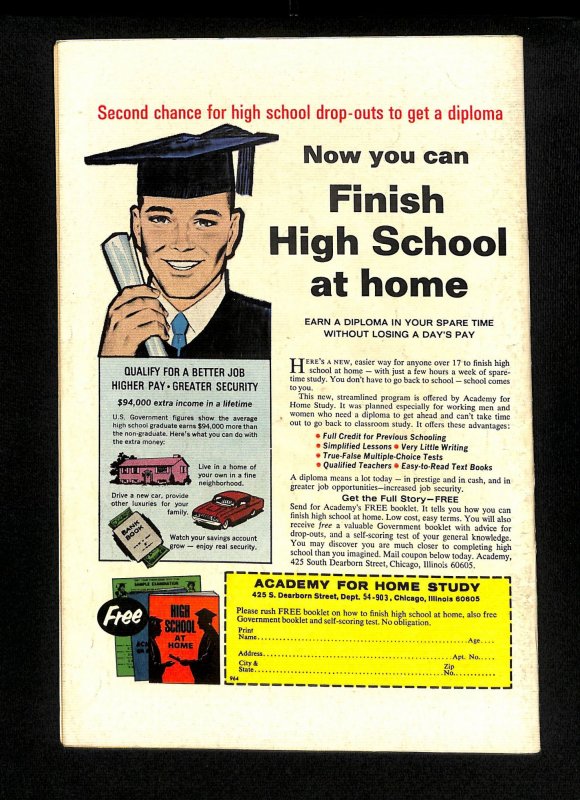 Second chance for high school drop-outs to get a diploma
Now you can
Finish
High School
at home
EARN A DIPLOMA IN YOUR SPARE TIME
WITHOUT LOSING A DAY'S PAY
QUALIFY FOR A BETTER JOB
HIGHER PAY • GREATER SECURITY
$94,000 extra income in a lifetime
U.S. Government figures show the average
high school graduate earns $94,000 more than
the non-graduate. Here's what you can do with
the extra money:
Live in a home of
your own in a fine
neighborhood.
Drive a new car, provide
other luxuries for your
family.
BANK
BOOK
Watch your savings account
grow — enjoy real security.
HERE'S A NEW, easier way for anyone over 17 to finish high
school at home — with just a few hours a week of spare-
time study. You don't have to go back to school — school comes
to you.
This new, streamlined program is offered by Academy for
Home Study. It was planned especially for working men and
women who need a diploma to get ahead and can't take time
out to go back to classroom study. It offers these advantages:
• Full Credit for Previous Schooling
• Simplified Lessons • Very Little Writing
• True-False Multiple-Choice Tests
• Qualified Teachers • Easy-to-Read Text Books
A diploma means a lot today — in prestige and in cash, and in
greater job opportunities—increased job security.
Get the Full Story—FREE
Send for Academy's FREE booklet. It tells you how you can
finish high school at home. Low cost, easy terms. You will also
receive free a valuable Government booklet with advice for
drop-outs, and a self-scoring test of your general knowledge.
You may discover you are much closer to completing high
school than you imagined. Mail coupon below today. Academy,
425 South Dearborn Street, Chicago, Illinois 60605.
Free
SAMPLE EXAMINATION
HIGH
SCHOOL
AT
HOME
ACADEMY FOR HOME STUDY
425 S. Dearborn Street, Dept. 54-903, Chicago, Illinois 60605
Please rush FREE booklet on how to finish high school at home, also free
Government booklet and self-scoring test. No obligation.
Print
Name Age
Address Apt. No.
City & Zip
State No.
964